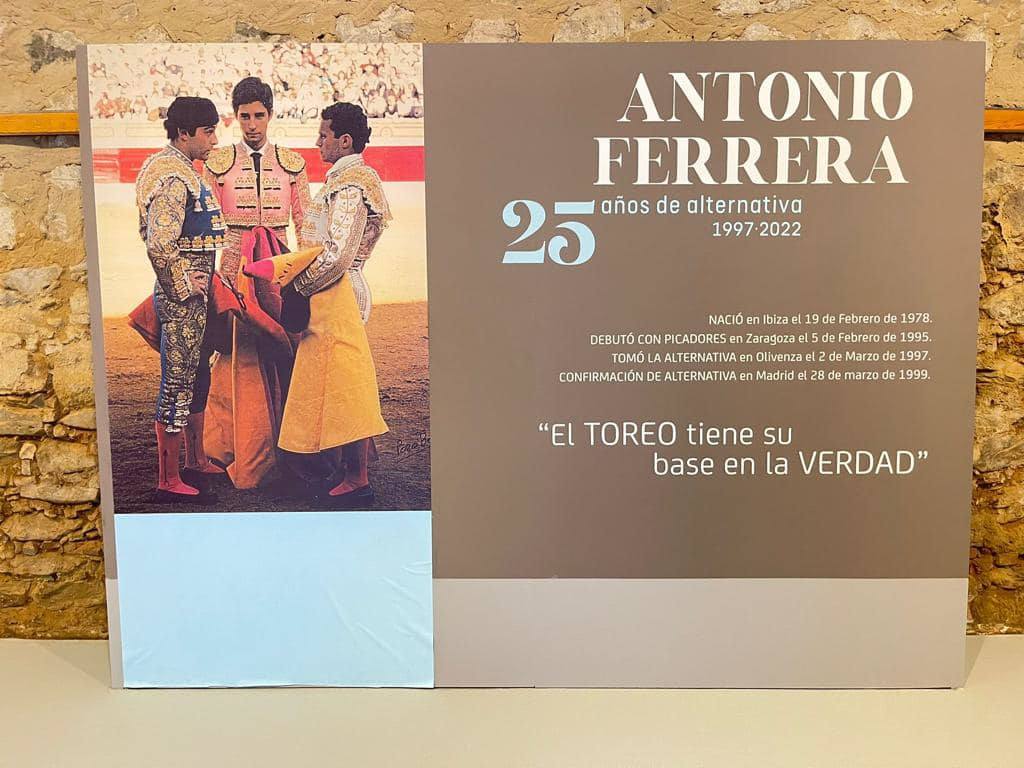 ANTONIO
FERRERA
25 años de alternativa
1997·2022
NACIÓ en Ibiza el 19 de Febrero de 1978.
DEBUTÓ CON PICADORES en Zaragoza el 5 de Febrero de 1995.
TOMÓ LA ALTERNATIVA en Olivenza el 2 de Marzo de 1997.
CONFIRMACIÓN DE ALTERNATIVA en Madrid el 28 de marzo de 1999.
“El TOREO tiene su
base en la VERDAD”